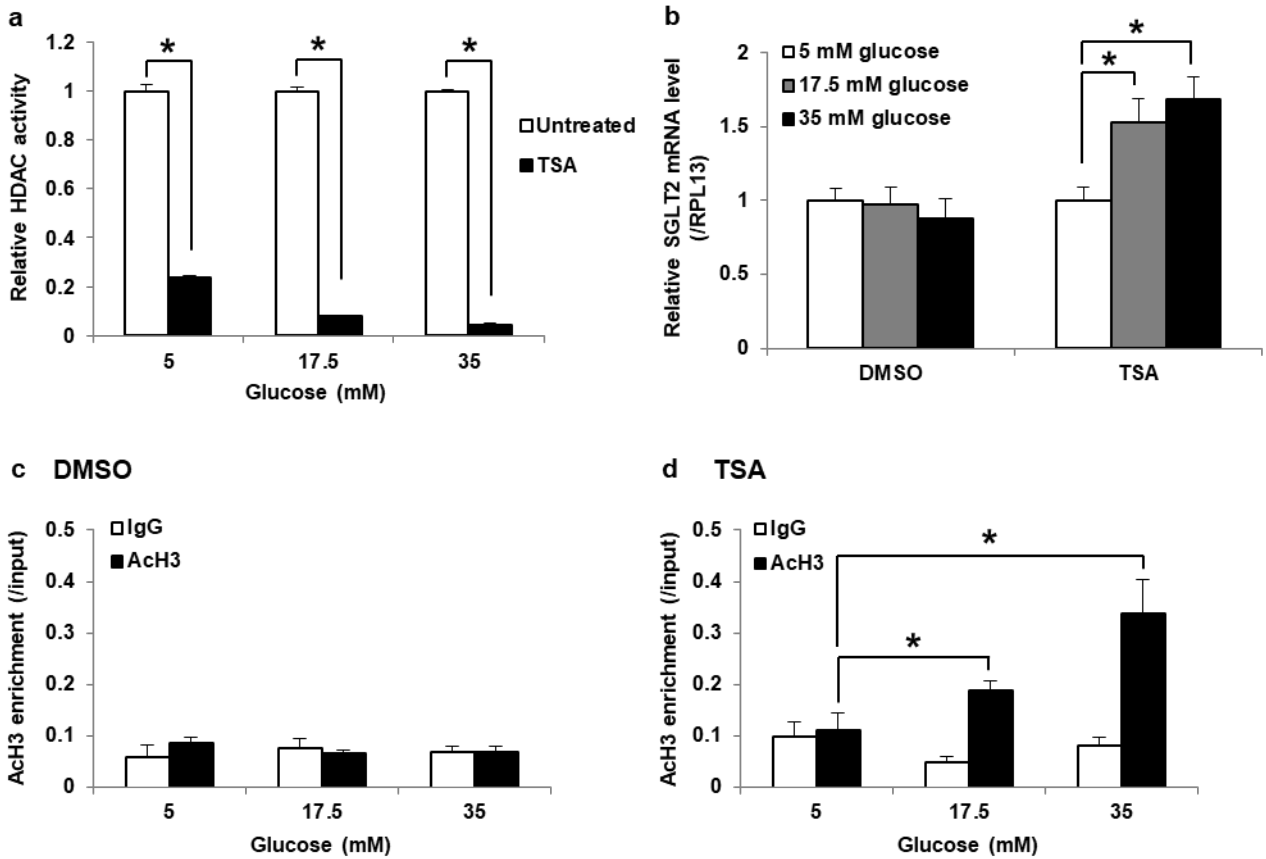 a
1.2
1
0.8
0.6
0.4
0.2
0
Relative HDAC activity
*
*
*
Untreated
TSA
5
17.5
35
Glucose (mM)
b
2
1.5
1
0.5
0
Relative SGLT2 mRNA level
(/RPL13)
5 mM glucose
17.5 mM glucose
35 mM glucose
*
*
DMSO
TSA
c DMSO
0.5
0.4
0.3
0.2
0.1
0
AcH3 enrichment (/input)
IgG
AcH3
5
17.5
35
Glucose (mM)
d TSA
0.5
0.4
0.3
0.2
0.1
0
AcH3 enrichment (/input)
IgG
AcH3
*
*
5
17.5
35
Glucose (mM)